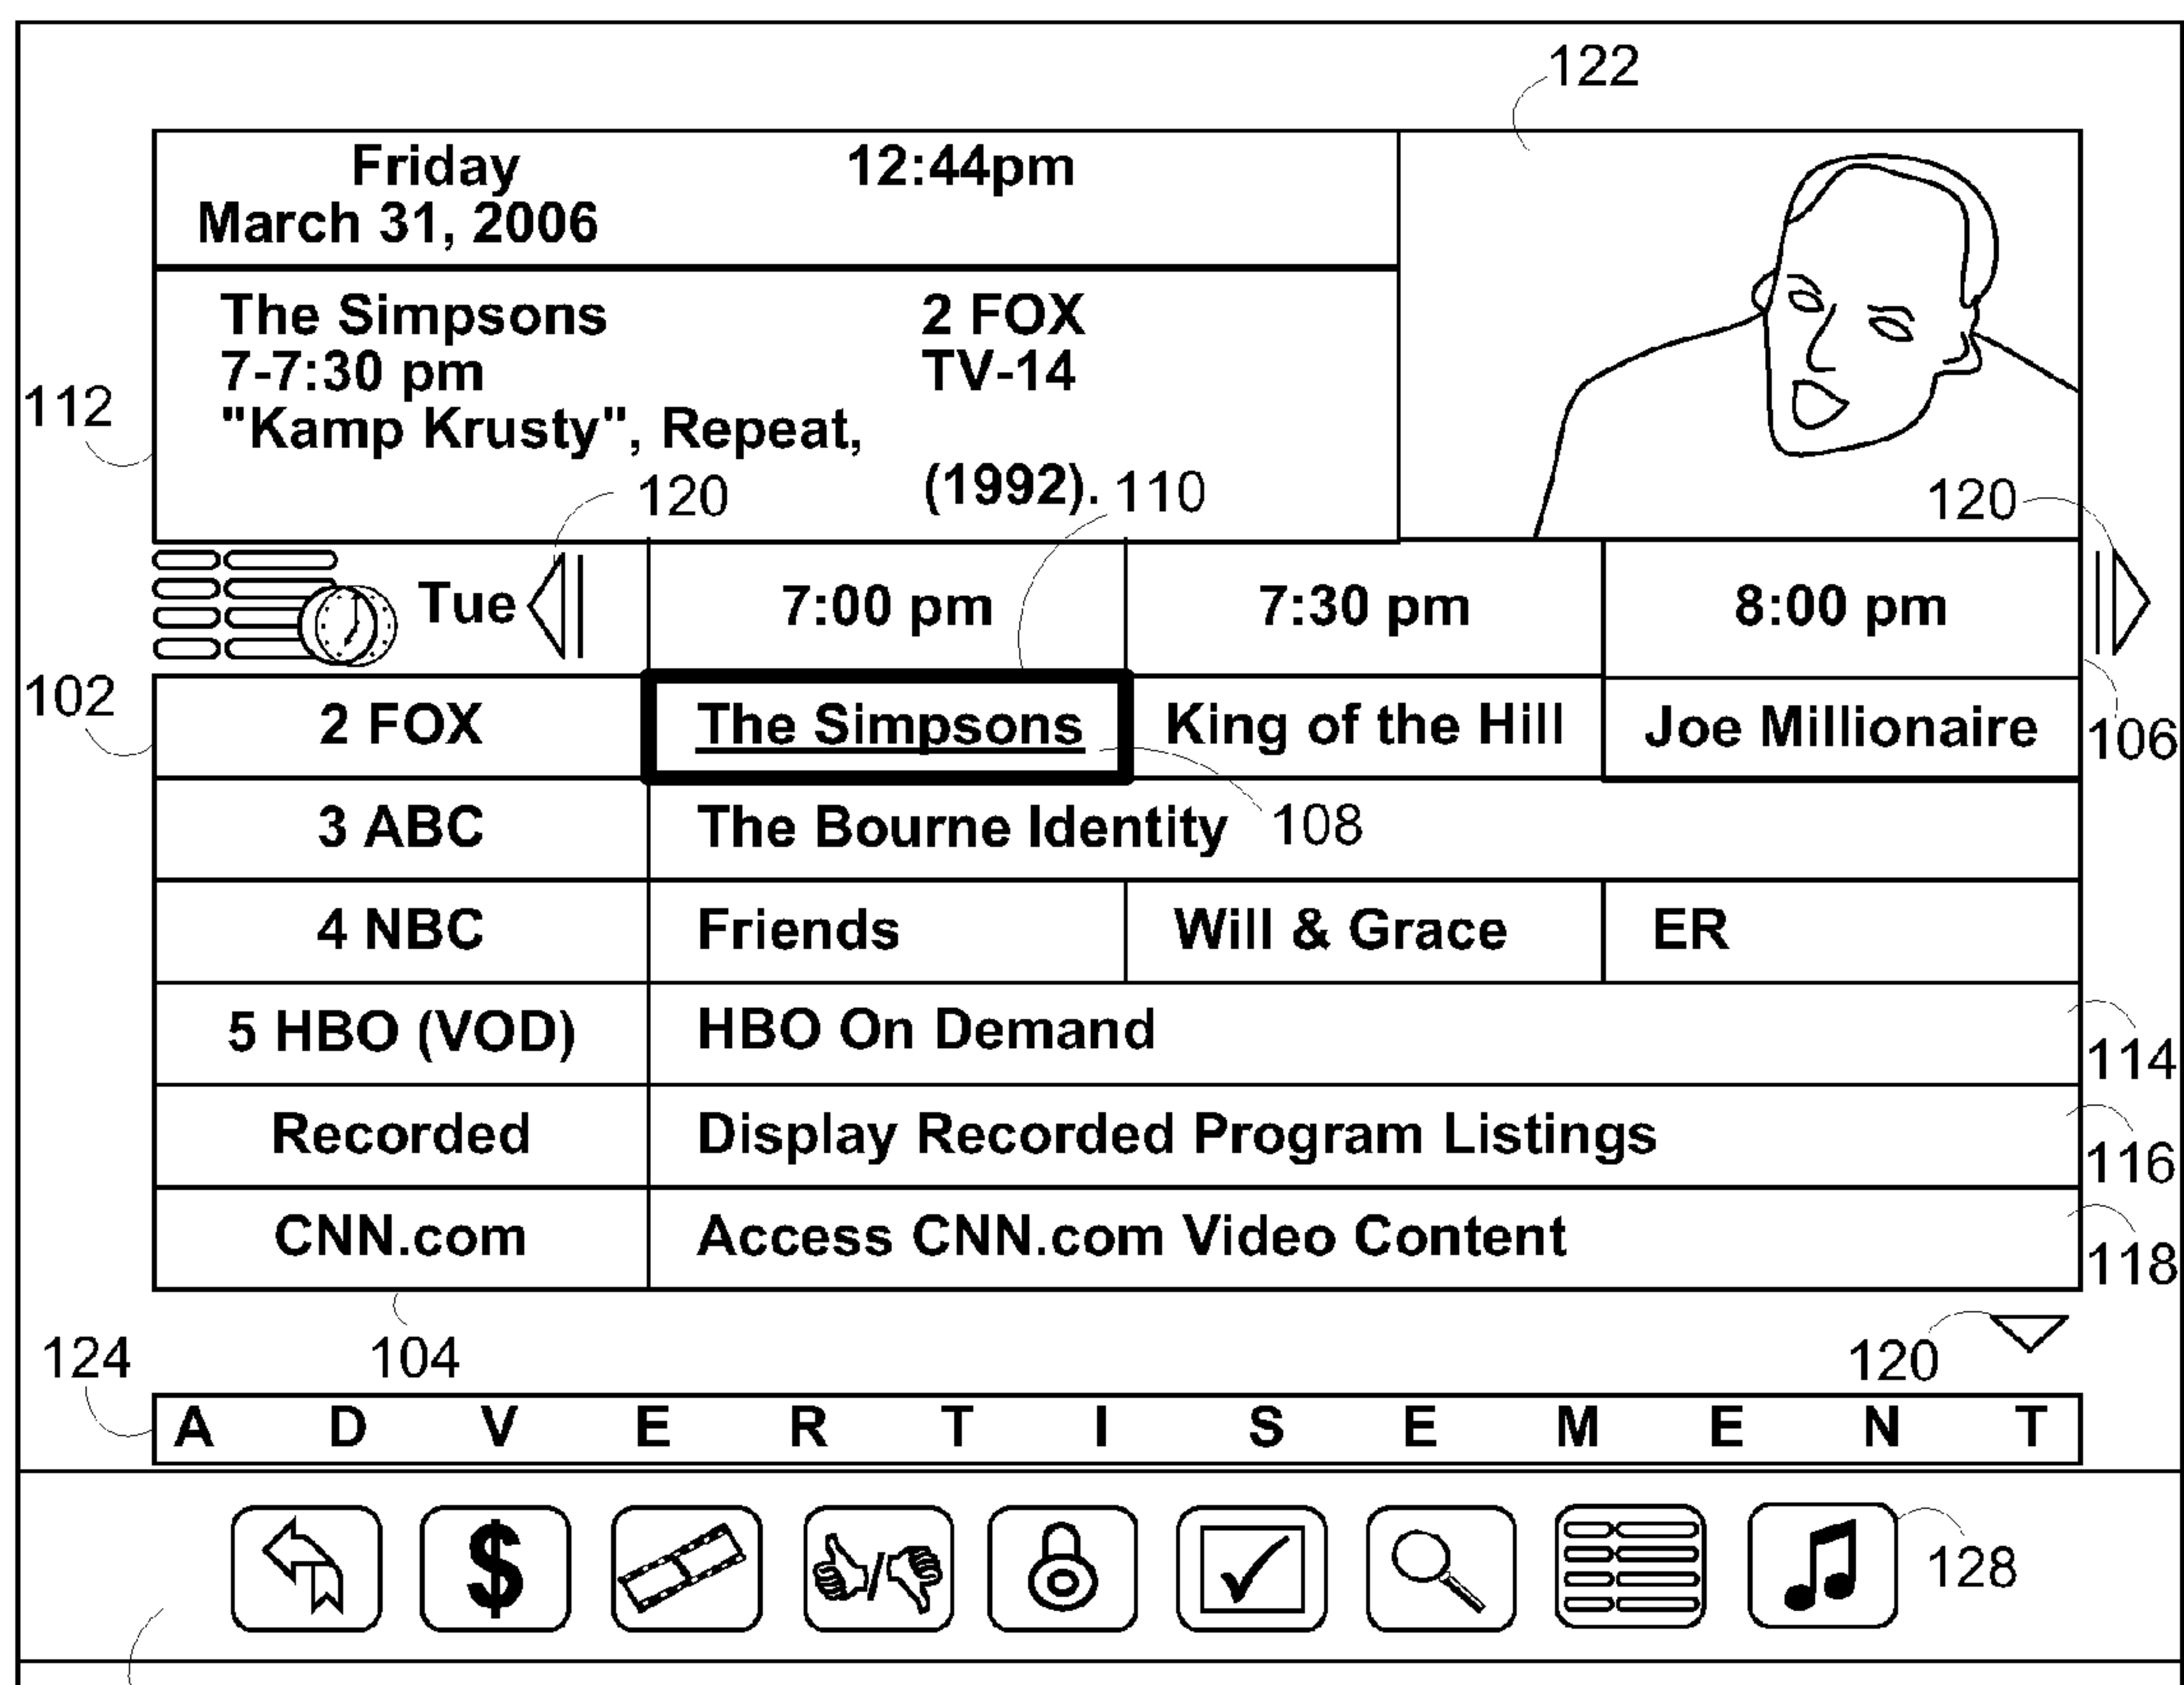 122
Friday 12:44pm
March 31, 2006
The Simpsons 2 FOX
7-7:30 pm TV-14
112
"Kamp Krusty", Repeat,
(1992).
120 110 120
Tue 7:00 pm 7:30 pm 8:00 pm
102
2 FOX The Simpsons King of the Hill Joe Millionaire
106
3 ABC The Bourne Identity 108
4 NBC Friends Will & Grace ER
5 HBO (VOD) HBO On Demand
114
Recorded Display Recorded Program Listings
116
CNN.com Access CNN.com Video Content
118
124 104 120
A D V E R T I S E M E N T
$ /
128